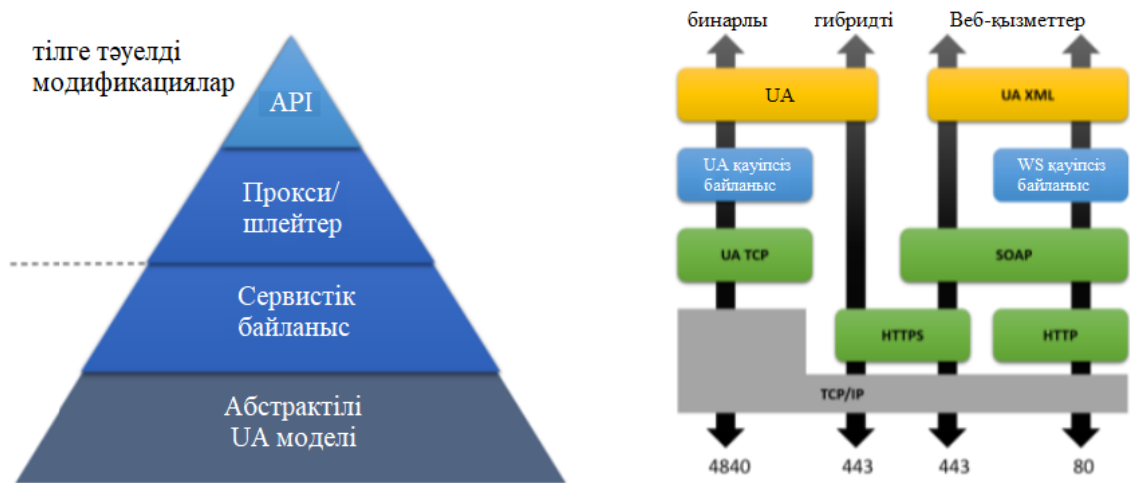 тілге тәуелді
модификациялар
API
Прокси/
шлейтер
Сервистік
байланыс
Абстрактілі
UA моделі
бинарлы
гибридті
Веб-қызметтер
UA
UA XML
UA қауіпсіз
байланыс
WS қауіпсіз
байланыс
UA TCP
SOAP
HTTPS
HTTP
TCP/IP
4840
443
443
80